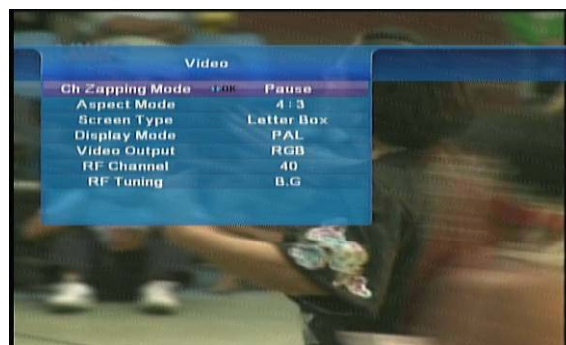 Video
Ch Zapping Mode OK Pause
Aspect Mode 4:3
Screen Type Letter Box
Display Mode PAL
Video Output RGB
RF Channel 40
RF Tuning B.G